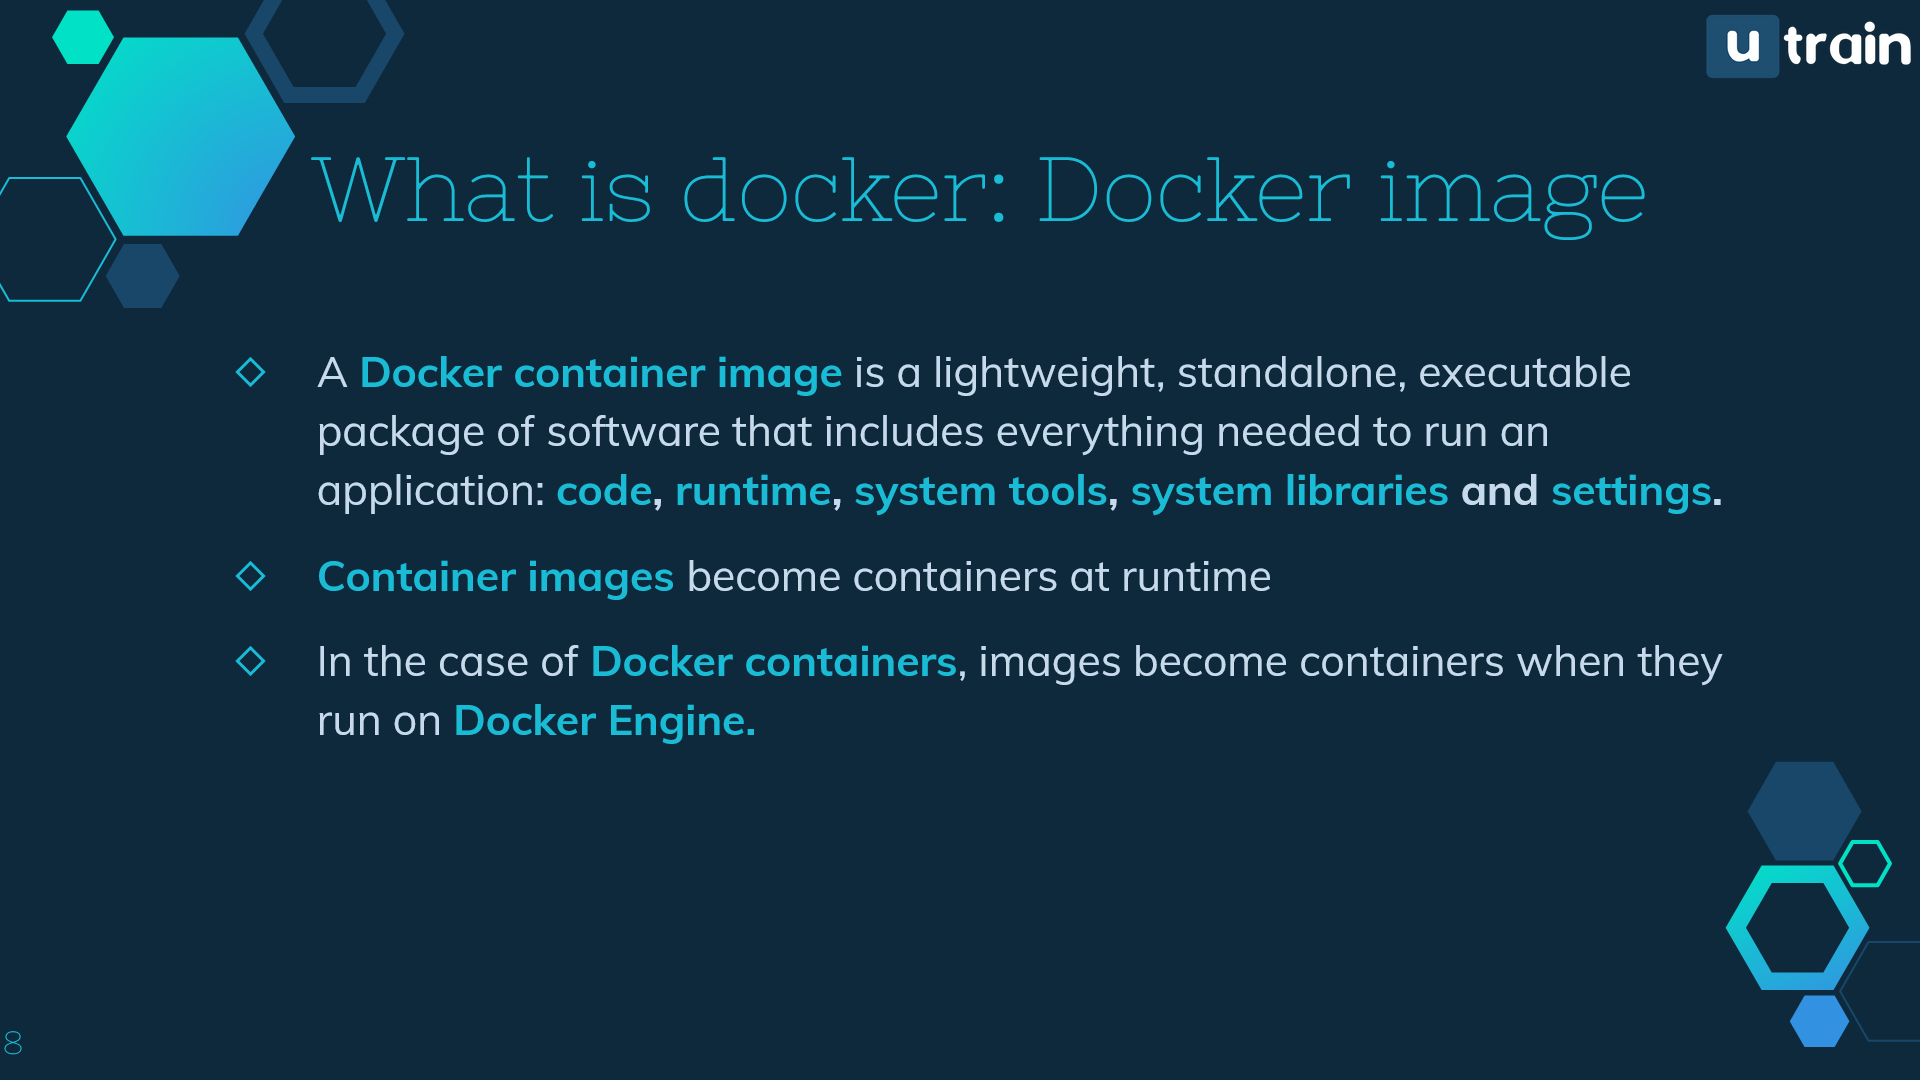 u train
What is docker: Docker image
A Docker container image is a lightweight, standalone, executable
package of software that includes everything needed to run an
application: code, runtime, system tools, system libraries and settings.
Container images become containers at runtime
In the case of Docker containers, images become containers when they
run on Docker Engine.
8